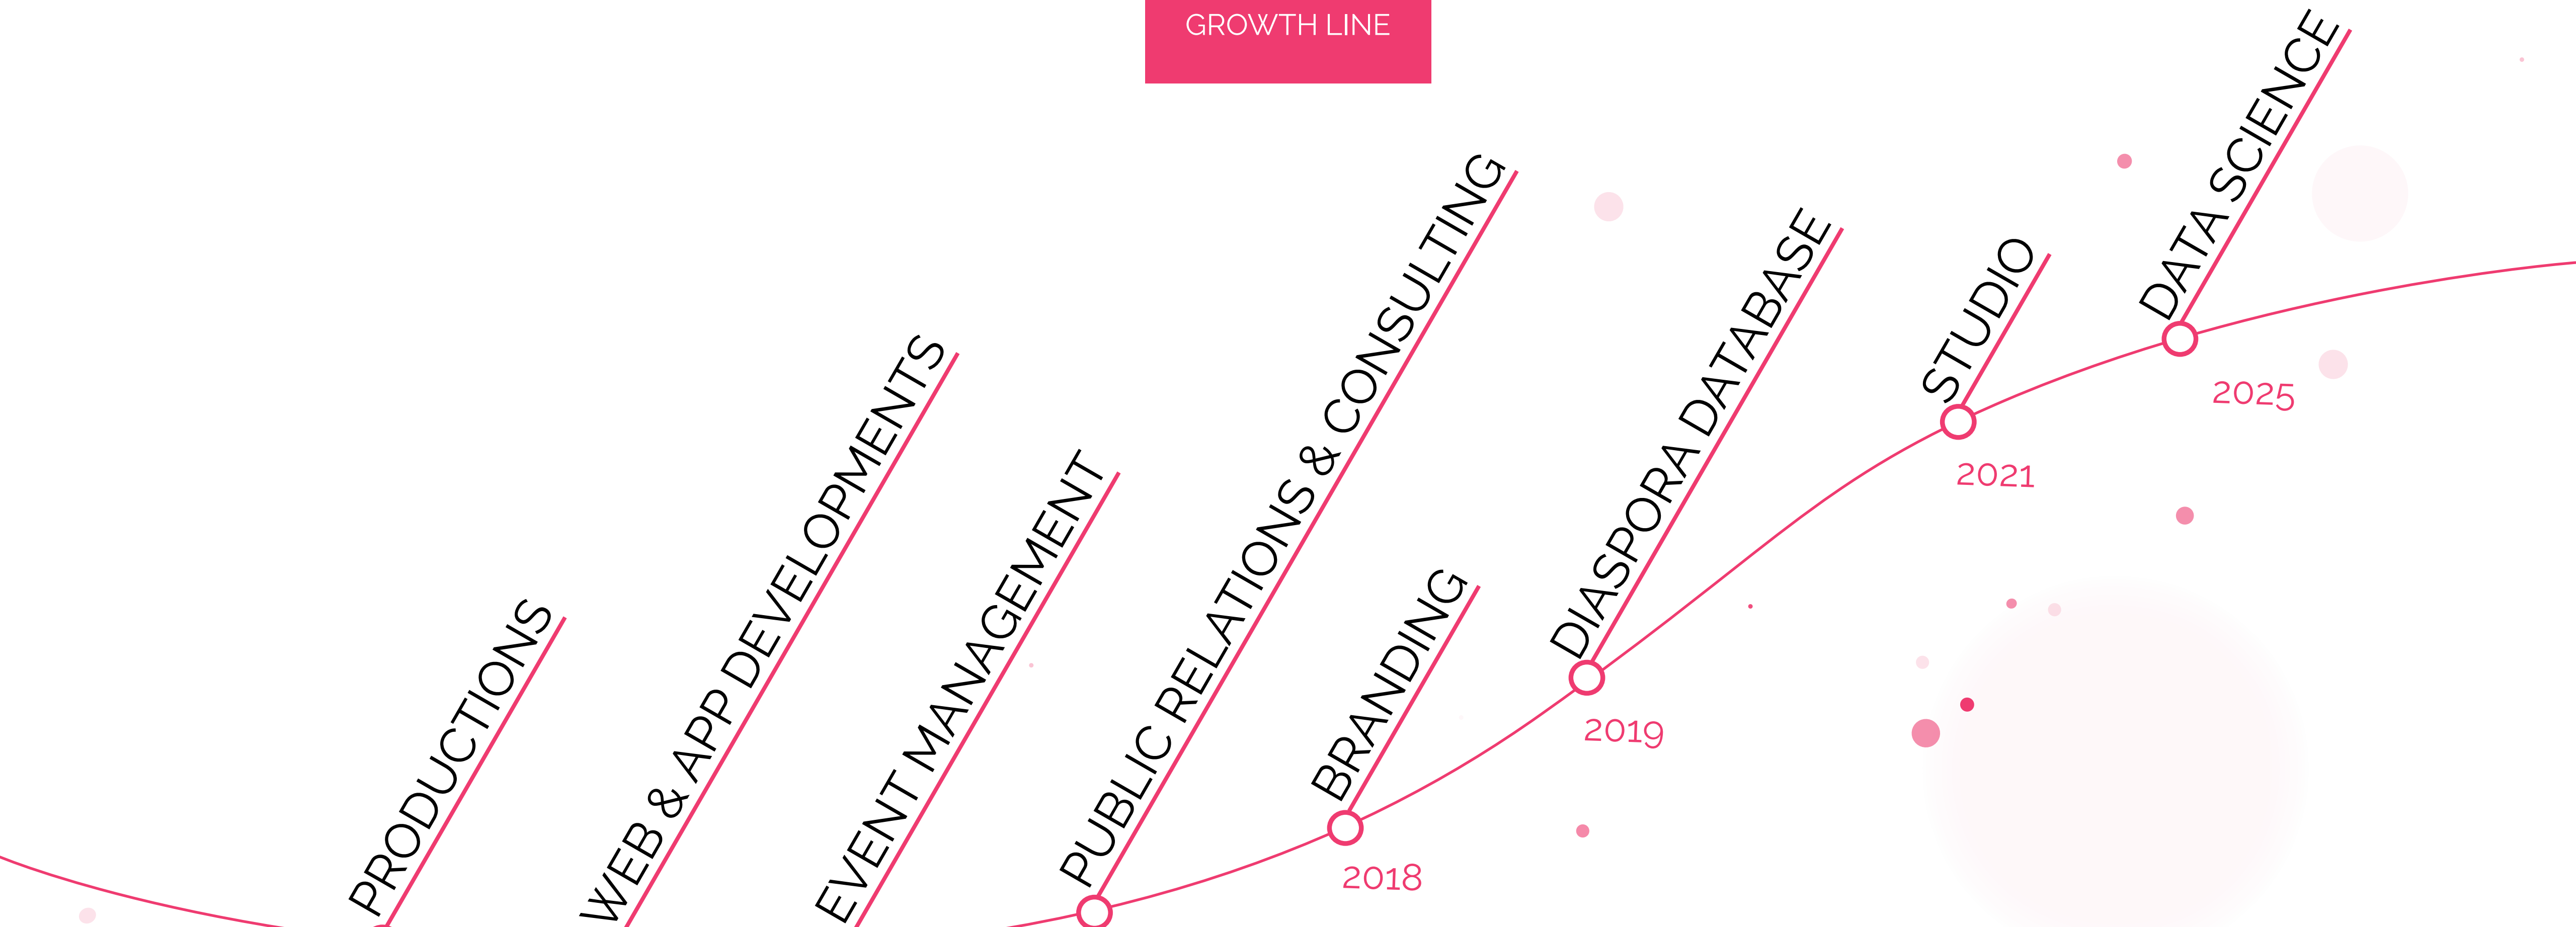 GROWTH LINE
PRODUCTIONS
WEB & APP DEVELOPMENTS
EVENT MANAGEMENT
PUBLIC RELATIONS & CONSULTING
BRANDING
2018
DIASPORA DATABASE
2019
STUDIO
2021
DATA SCIENCE
2025